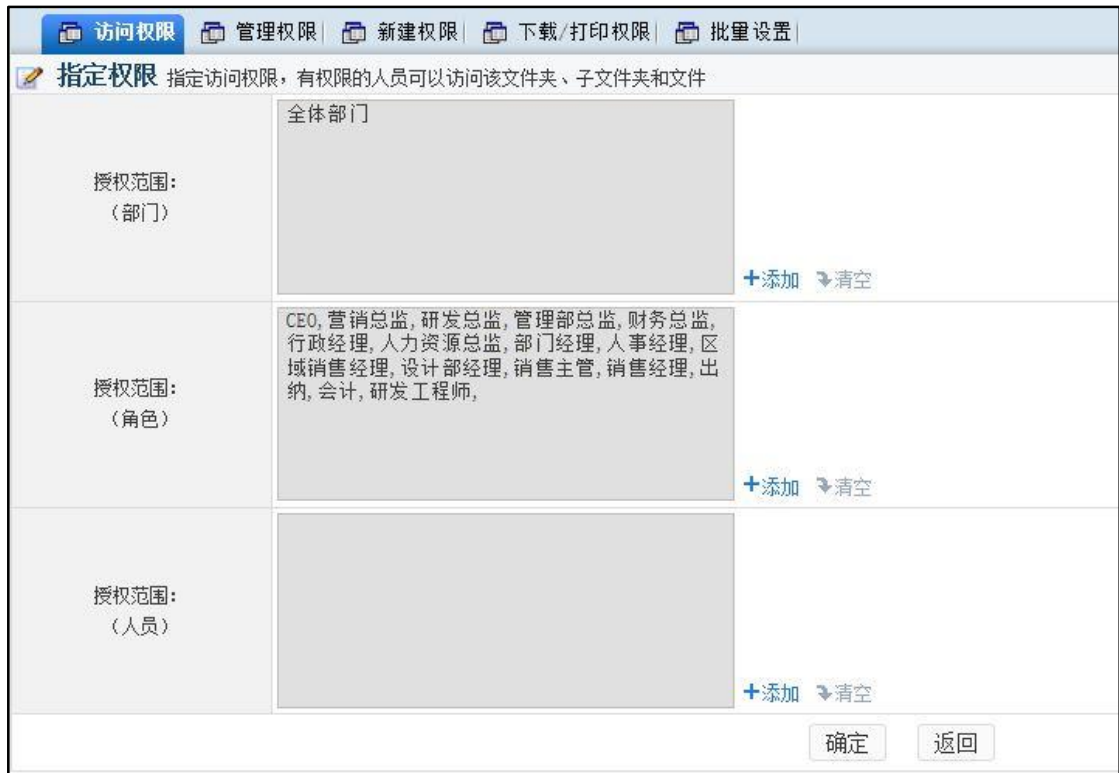 访问权限 管理权限 新建权限 下载/打印权限 批量设置
指定权限 指定访问权限，有权限的人员可以访问该文件夹、子文件夹和文件
全体部门
授权范围：
（部门）
添加 清空
CEO,营销总监,研发总监,管理部总监,财务总监,
行政经理,人力资源总监,部门经理,人事经理,区
域销售经理,设计部经理,销售主管,销售经理,出
纳,会计,研发工程师,
授权范围：
（角色）
添加 清空
授权范围：
（人员）
添加 清空
确定 返回